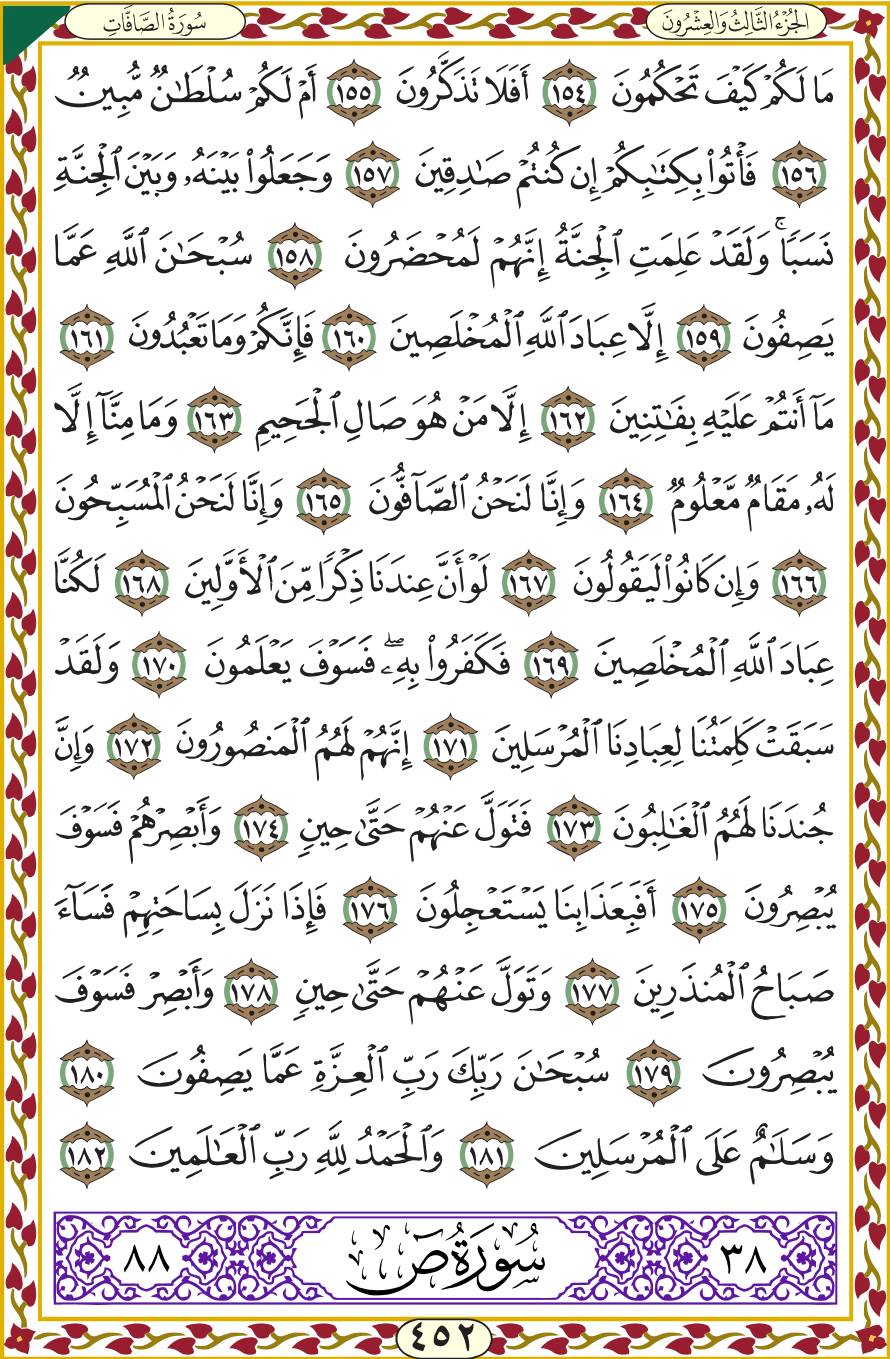 الجُزْءُ الثَّالِثُ وَالعِشْرُونَ
سُورَةُ الصَّافَّاتِ
مَا لَكُمْ كَيْفَ تَحْكُمُونَ ١٥٤ أَفَلَا تَذَكَّرُونَ ١٥٥ أَمْ لَكُمْ سُلْطَٰنٌ مُّبِينٌ
١٥٦ فَأْتُوا۟ بِكِتَٰبِكُمْ إِن كُنتُمْ صَٰدِقِينَ ١٥٧ وَجَعَلُوا۟ بَيْنَهُۥ وَبَيْنَ ٱلْجِنَّةِ
نَسَبًا ۚ وَلَقَدْ عَلِمَتِ ٱلْجِنَّةُ إِنَّهُمْ لَمُحْضَرُونَ ١٥٨ سُبْحَٰنَ ٱللَّهِ عَمَّا
يَصِفُونَ ١٥٩ إِلَّا عِبَادَ ٱللَّهِ ٱلْمُخْلَصِينَ ١٦٠ فَإِنَّكُمْ وَمَا تَعْبُدُونَ ١٦١
مَآ أَنتُمْ عَلَيْهِ بِفَٰتِنِينَ ١٦٢ إِلَّا مَنْ هُوَ صَالِ ٱلْجَحِيمِ ١٦٣ وَمَا مِنَّآ إِلَّا
لَهُۥ مَقَامٌ مَّعْلُومٌ ١٦٤ وَإِنَّا لَنَحْنُ ٱلصَّآفُّونَ ١٦٥ وَإِنَّا لَنَحْنُ ٱلْمُسَبِّحُونَ
١٦٦ وَإِن كَانُوا۟ لَيَقُولُونَ ١٦٧ لَوْ أَنَّ عِندَنَا ذِكْرًا مِّنَ ٱلْأَوَّلِينَ ١٦٨ لَكُنَّا
عِبَادَ ٱللَّهِ ٱلْمُخْلَصِينَ ١٦٩ فَكَفَرُوا۟ بِهِۦ ۖ فَسَوْفَ يَعْلَمُونَ ١٧٠ وَلَقَدْ
سَبَقَتْ كَلِمَتُنَا لِعِبَادِنَا ٱلْمُرْسَلِينَ ١٧١ إِنَّهُمْ لَهُمُ ٱلْمَنصُورُونَ ١٧٢ وَإِنَّ
جُندَنَا لَهُمُ ٱلْغَٰلِبُونَ ١٧٣ فَتَوَلَّ عَنْهُمْ حَتَّىٰ حِينٍ ١٧٤ وَأَبْصِرْهُمْ فَسَوْفَ
يُبْصِرُونَ ١٧٥ أَفَبِعَذَابِنَا يَسْتَعْجِلُونَ ١٧٦ فَإِذَا نَزَلَ بِسَاحَتِهِمْ فَسَآءَ
صَبَاحُ ٱلْمُنذَرِينَ ١٧٧ وَتَوَلَّ عَنْهُمْ حَتَّىٰ حِينٍ ١٧٨ وَأَبْصِرْ فَسَوْفَ
يُبْصِرُونَ ١٧٩ سُبْحَٰنَ رَبِّكَ رَبِّ ٱلْعِزَّةِ عَمَّا يَصِفُونَ ١٨٠
وَسَلَٰمٌ عَلَى ٱلْمُرْسَلِينَ ١٨١ وَٱلْحَمْدُ لِلَّهِ رَبِّ ٱلْعَٰلَمِينَ ١٨٢
٣٨ سُورَةُ ص ٨٨
٤٥٢